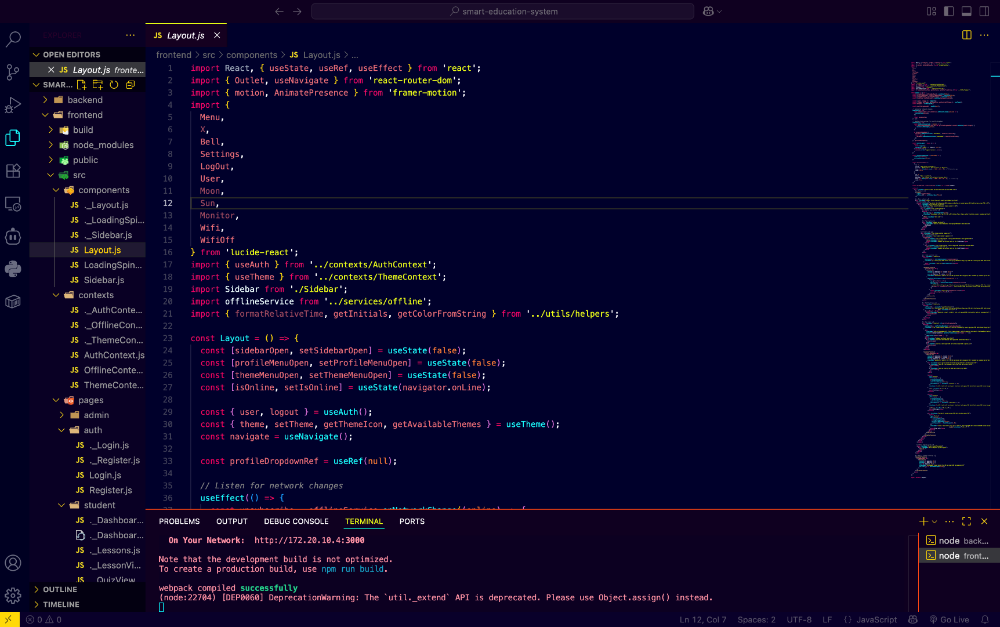 smart-education-system
EXPLORER
JS Layout.js
OPEN EDITORS
JS Layout.js fronte...
SMAR...
backend
frontend
build
node_modules
public
src
components
JS ._Layout.js
JS ._LoadingSpi...
JS ._Sidebar.js
JS Layout.js
JS LoadingSpin...
JS Sidebar.js
contexts
JS ._AuthConte...
JS ._OfflineCon...
JS ._ThemeCon...
JS AuthContext.js
JS OfflineConte...
JS ThemeConte...
pages
admin
auth
JS ._Login.js
JS ._Register.js
JS Login.js
JS Register.js
student
JS ._Dashboar...
._Dashboar...
JS ._Lessons.js
JS ._LessonVi...
JS ._QuizView
OUTLINE
TIMELINE
frontend > src > components > JS Layout.js > ...
1 import React, { useState, useRef, useEffect } from 'react';
2 import { Outlet, useNavigate } from 'react-router-dom';
3 import { motion, AnimatePresence } from 'framer-motion';
4 import {
5 Menu,
6 X,
7 Bell,
8 Settings,
9 LogOut,
10 User,
11 Moon,
12 Sun,
13 Monitor,
14 Wifi,
15 WifiOff
16 } from 'lucide-react';
17 import { useAuth } from '../contexts/AuthContext';
18 import { useTheme } from '../contexts/ThemeContext';
19 import Sidebar from './Sidebar';
20 import offlineService from '../services/offline';
21 import { formatRelativeTime, getInitials, getColorFromString } from '../utils/helpers';
22
23 const Layout = () => {
24 const [sidebarOpen, setSidebarOpen] = useState(false);
25 const [profileMenuOpen, setProfileMenuOpen] = useState(false);
26 const [themeMenuOpen, setThemeMenuOpen] = useState(false);
27 const [isOnline, setIsOnline] = useState(navigator.onLine);
28
29 const { user, logout } = useAuth();
30 const { theme, setTheme, getThemeIcon, getAvailableThemes } = useTheme();
31 const navigate = useNavigate();
32
33 const profileDropdownRef = useRef(null);
34
35 // Listen for network changes
36 useEffect(() => {
37 const unsubscribe = offlineService.onNetworkChange((online) => {
PROBLEMS OUTPUT DEBUG CONSOLE TERMINAL PORTS
On Your Network: http://172.20.10.4:3000
Note that the development build is not optimized.
To create a production build, use npm run build.
webpack compiled successfully
(node:22704) [DEP0060] DeprecationWarning: The `util._extend` API is deprecated. Please use Object.assign() instead.
node back...
node front...
0 0
Ln 12, Col 7 Spaces: 2 UTF-8 LF {} JavaScript Go Live